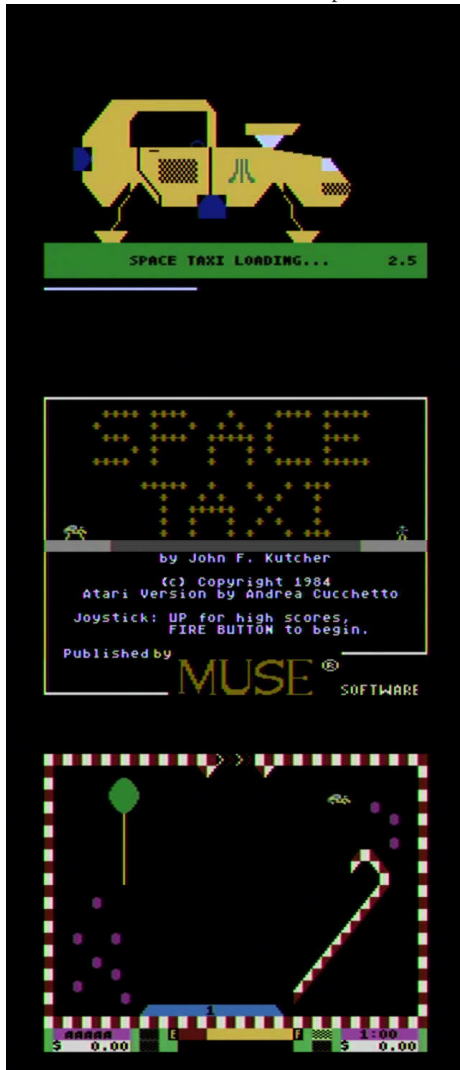 SPACE TAXI LOADING... 2.5
SPACE
TAXI
by John F. Kutcher
(c) Copyright 1984
Atari Version by Andrea Cucchetto
Joystick: UP for high scores,
FIRE BUTTON to begin.
Published by
MUSE ®
SOFTWARE
1
AAAAA E F 1:00
$ 0.00 $ 0.00